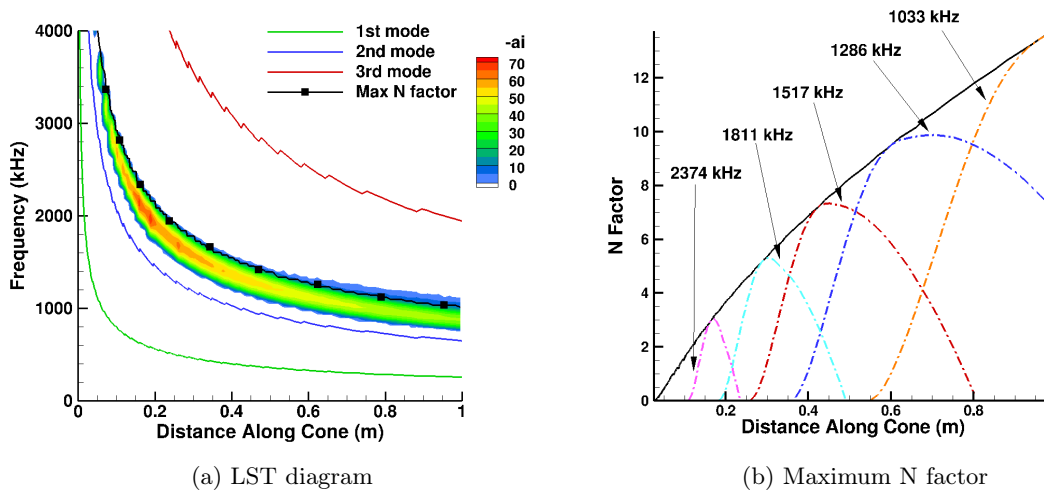 4000
3000
2000
1000
0
Frequency (kHz)
0 0.2 0.4 0.6 0.8 1
Distance Along Cone (m)
1st mode
2nd mode
3rd mode
Max N factor
-ai
70
60
50
40
30
20
10
0
(a) LST diagram
12
10
8
6
4
2
0
N Factor
0.2 0.4 0.6 0.8
Distance Along Cone (m)
1033 kHz
1286 kHz
1517 kHz
1811 kHz
2374 kHz
(b) Maximum N factor